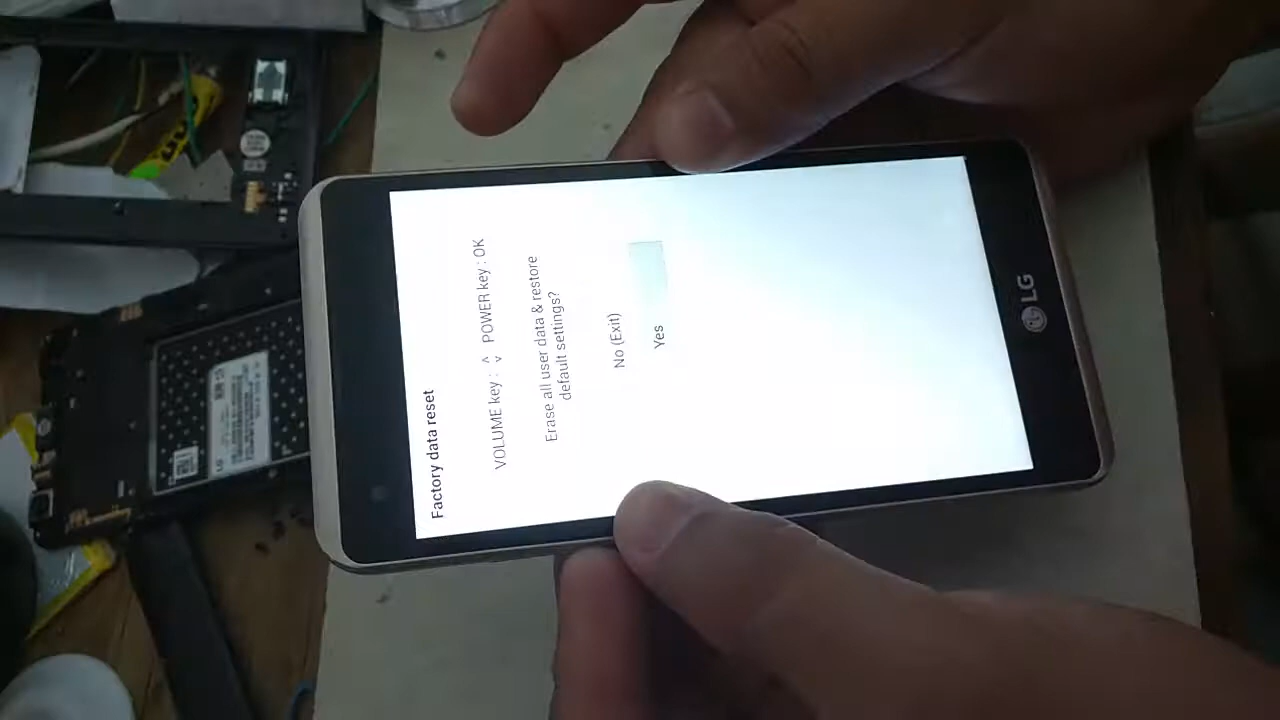 Factory data reset
VOLUME key : ^ v POWER key : OK
Erase all user data & restore
default settings?
No (Exit)
Yes
LG